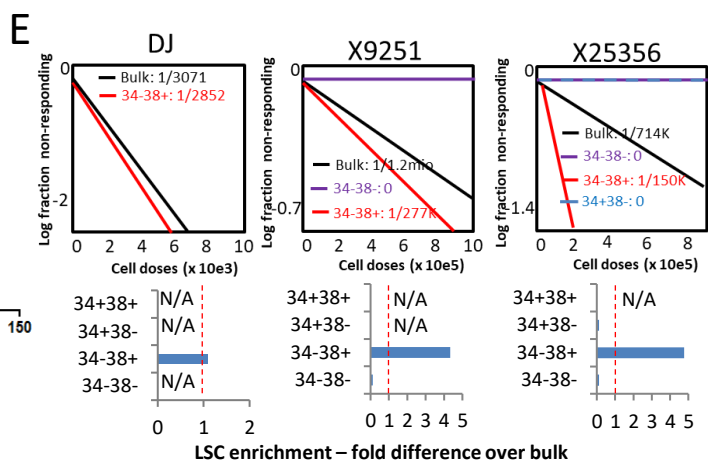 E
DJ
X9251
X25356
Log fraction non-responding
0
-2
Bulk: 1/3071
34-38+: 1/2852
0 2 4 6 8 10
Cell doses (x 10e3)
Log fraction non-responding
0
-0.7
Bulk: 1/1.2mio
34-38-: 0
34-38+: 1/277K
0 2 4 6 8 10
Cell doses (x 10e5)
Log fraction non-responding
0
-1.4
Bulk: 1/714K
34-38-: 0
34-38+: 1/150K
34+38-: 0
0 2 4 6 8
Cell doses (x 10e5)
150
34+38+ N/A
34+38- N/A
34-38+
34-38- N/A
0 1 2
34+38+ N/A
34+38- N/A
34-38+
34-38-
0 1 2 3 4 5
34+38+ N/A
34+38-
34-38+
34-38-
0 1 2 3 4 5
LSC enrichment – fold difference over bulk